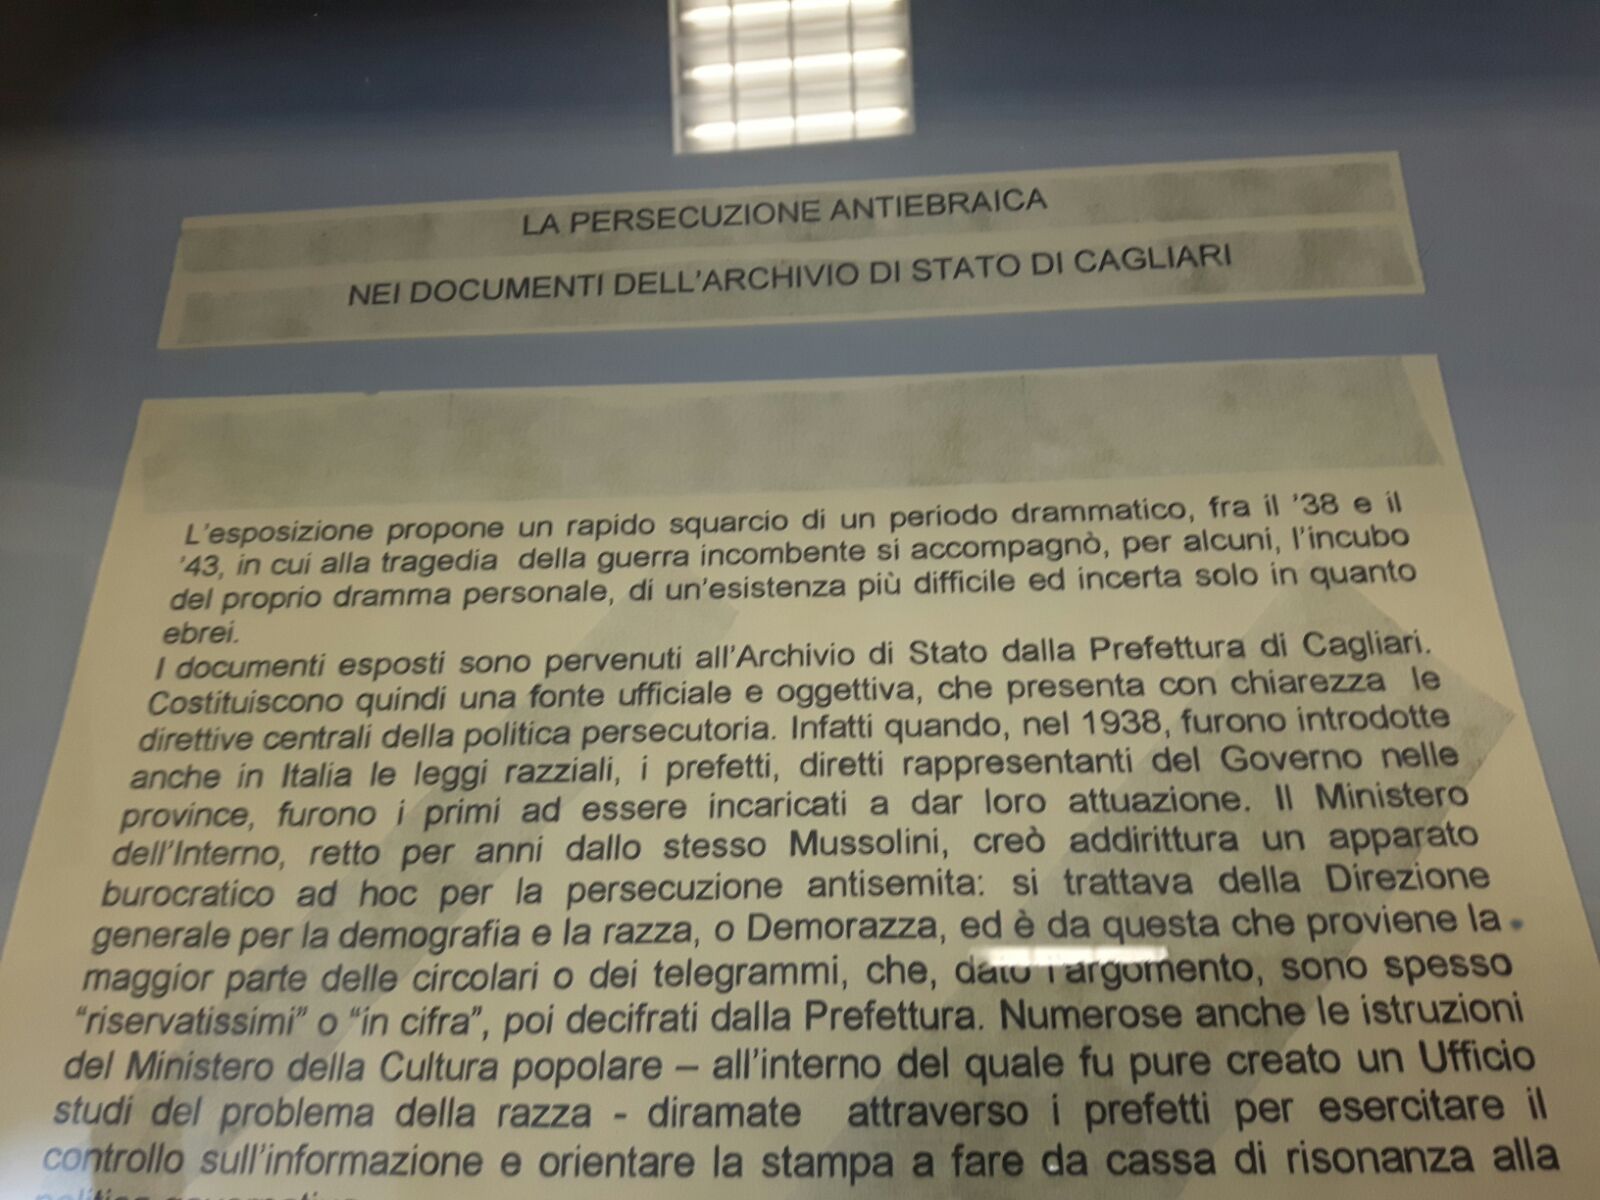 LA PERSECUZIONE ANTIEBRAICA
NEI DOCUMENTI DELL'ARCHIVIO DI STATO DI CAGLIARI
L'esposizione propone un rapido squarcio di un periodo drammatico, fra il '38 e il
'43, in cui alla tragedia della guerra incombente si accompagnò, per alcuni, l'incubo
del proprio dramma personale, di un'esistenza più difficile ed incerta solo in quanto
ebrei.
I documenti esposti sono pervenuti all'Archivio di Stato dalla Prefettura di Cagliari.
Costituiscono quindi una fonte ufficiale e oggettiva, che presenta con chiarezza le
direttive centrali della politica persecutoria. Infatti quando, nel 1938, furono introdotte
anche in Italia le leggi razziali, i prefetti, diretti rappresentanti del Governo nelle
province, furono i primi ad essere incaricati a dar loro attuazione. Il Ministero
dell'Interno, retto per anni dallo stesso Mussolini, creò addirittura un apparato
burocratico ad hoc per la persecuzione antisemita: si trattava della Direzione
generale per la demografia e la razza, o Demorazza, ed è da questa che proviene la
maggior parte delle circolari o dei telegrammi, che, dato l'argomento, sono spesso
"riservatissimi" o "in cifra", poi decifrati dalla Prefettura. Numerose anche le istruzioni
del Ministero della Cultura popolare – all'interno del quale fu pure creato un Ufficio
studi del problema della razza - diramate attraverso i prefetti per esercitare il
controllo sull'informazione e orientare la stampa a fare da cassa di risonanza alla